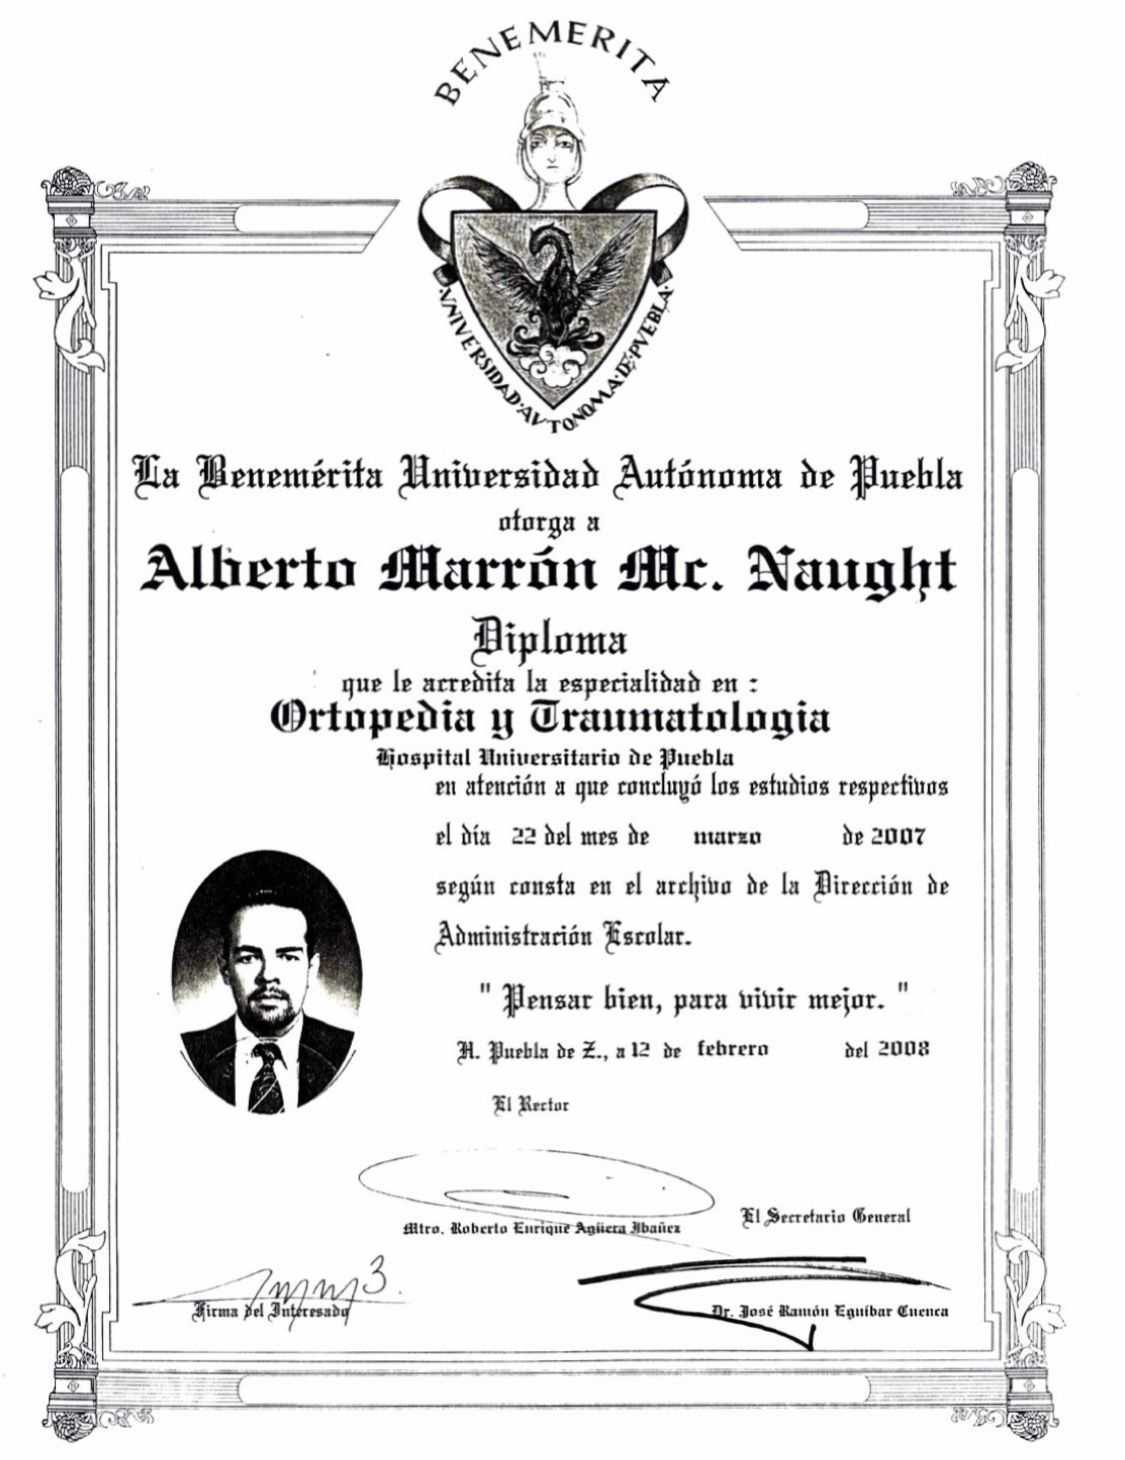 BENEMERITA
·VNIVERSIDAD·AVTONOMA·DE·PVEBLA·
La Benemérita Universidad Autónoma de Puebla
otorga a
Alberto Marrón Mc. Naught
Diploma
que le acredita la especialidad en :
Ortopedia y Traumatologia
Hospital Universitario de Puebla
en atención a que concluyó los estudios respectivos
el día 22 del mes de marzo de 2007
según consta en el archivo de la Dirección de
Administración Escolar.
" Pensar bien, para vivir mejor. "
H. Puebla de Z., a 12 de febrero del 2008
El Rector
Mtro. Roberto Enrique Agüera Ibañez
El Secretario General
Firma del Interesado
Dr. José Ramón Eguibar Cuenca